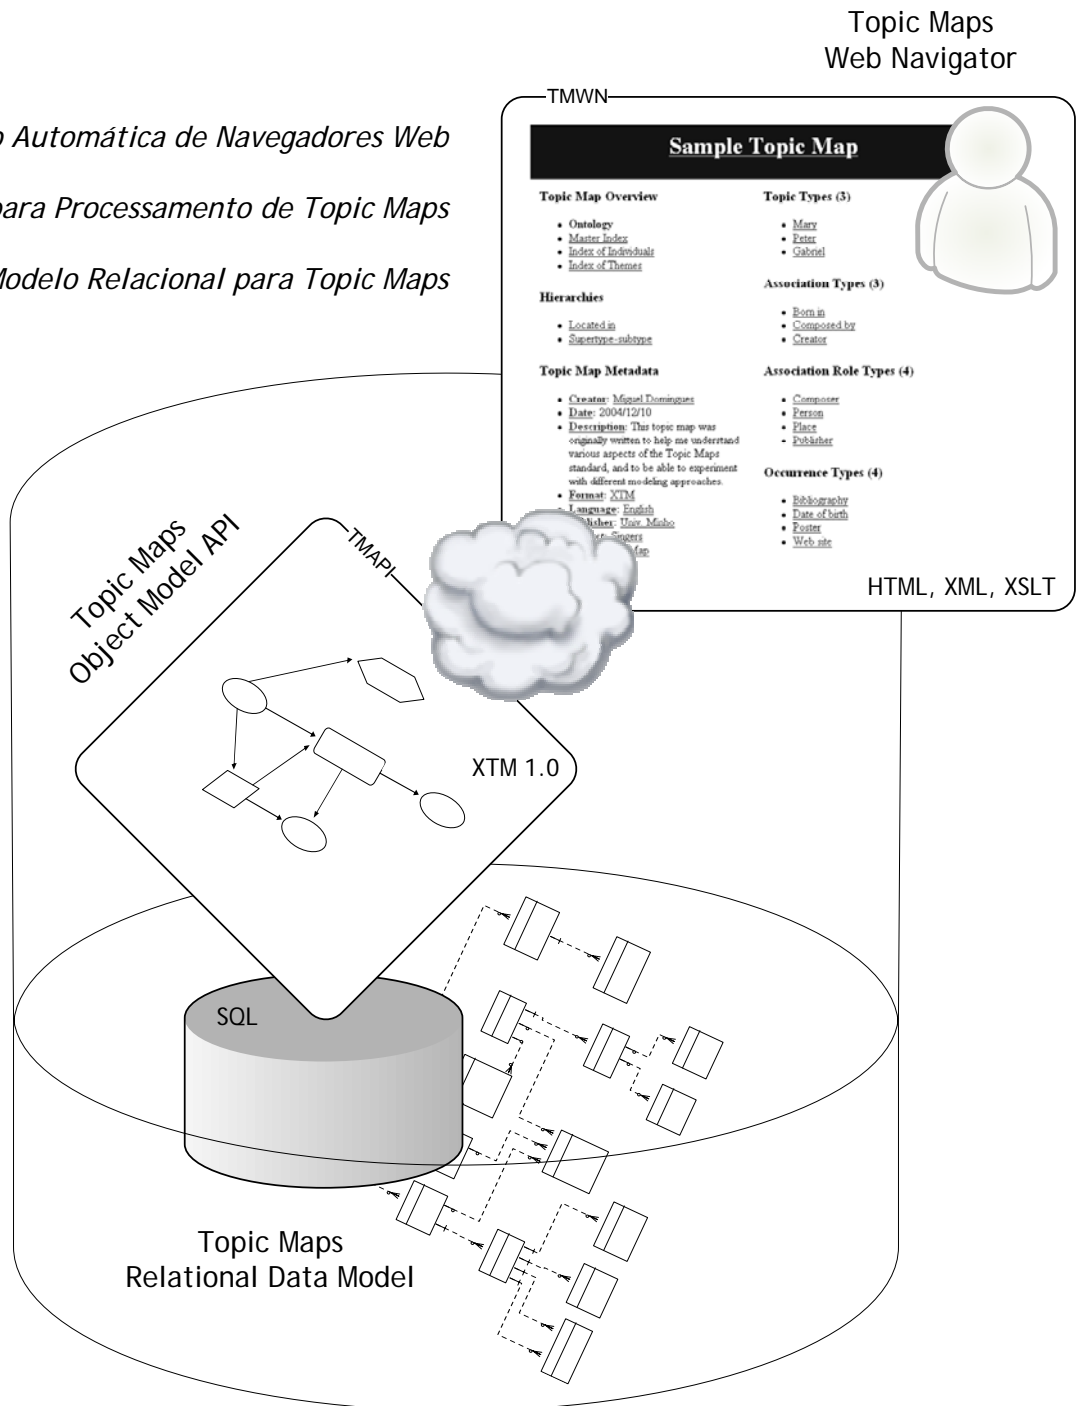 Topic Maps
Web Navigator
Automática de Navegadores Web
para Processamento de Topic Maps
Modelo Relacional para Topic Maps
TMWN
Sample Topic Map
Topic Map Overview
• Ontology
• Master Index
• Index of Individuals
• Index of Themes
Hierarchies
• Located in
• Supertype-subtype
Topic Map Metadata
• Creator: Miguel Domingues
• Date: 2004/12/10
• Description: This topic map was
originally written to help me understand
various aspects of the Topic Maps
standard, and to be able to experiment
with different modeling approaches.
• Format: XTM
• Language: English
lisher: Univ. Minho
Singers
Map
Topic Types (3)
• Mary
• Peter
• Gabriel
Association Types (3)
• Born in
• Composed by
• Creator
Association Role Types (4)
• Composer
• Person
• Place
• Publisher
Occurrence Types (4)
• Bibliography
• Date of birth
• Poster
• Web site
HTML, XML, XSLT
Topic Maps
Object Model API
TMAPI
XTM 1.0
SQL
Topic Maps
Relational Data Model